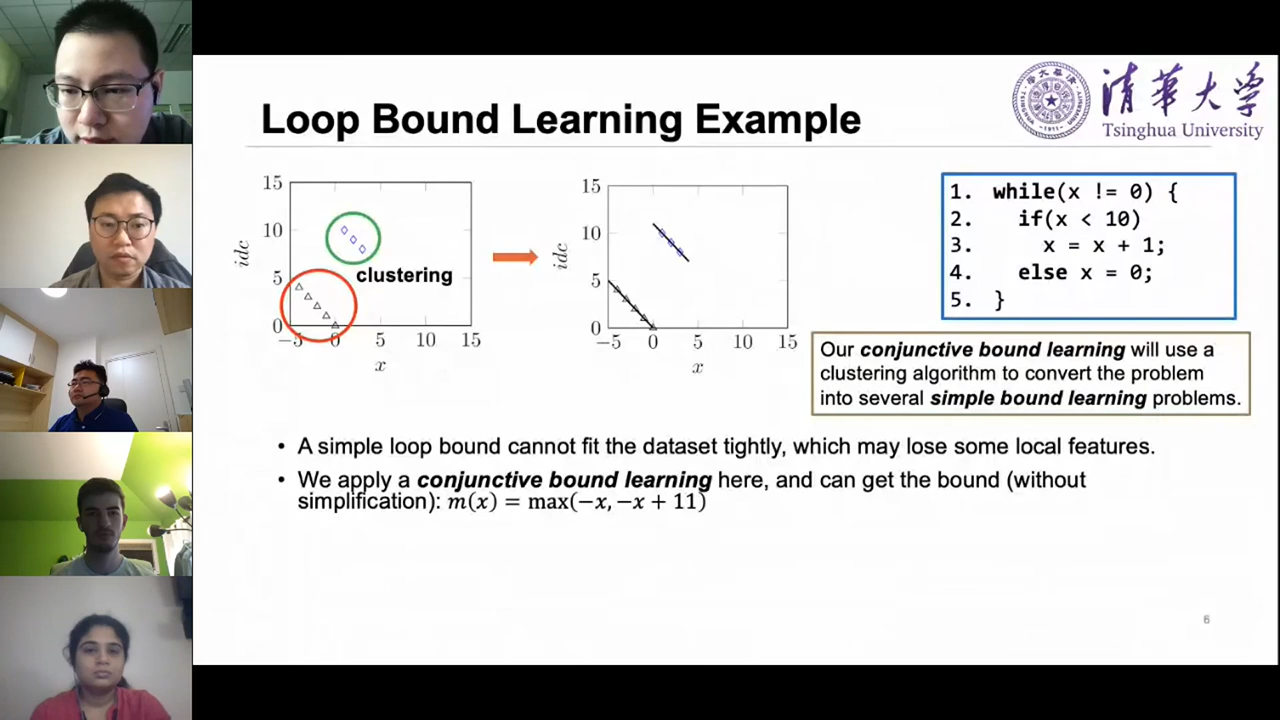 Loop Bound Learning Example
清华大学
Tsinghua University
15
10
5
0
idc
−5 0 5 10 15
x
clustering
15
10
5
0
idc
−5 0 5 10 15
x
1. while(x != 0) {
2. if(x < 10)
3. x = x + 1;
4. else x = 0;
5. }
Our conjunctive bound learning will use a
clustering algorithm to convert the problem
into several simple bound learning problems.
• A simple loop bound cannot fit the dataset tightly, which may lose some local features.
• We apply a conjunctive bound learning here, and can get the bound (without
simplification): m(x) = max(−x, −x + 11)
6